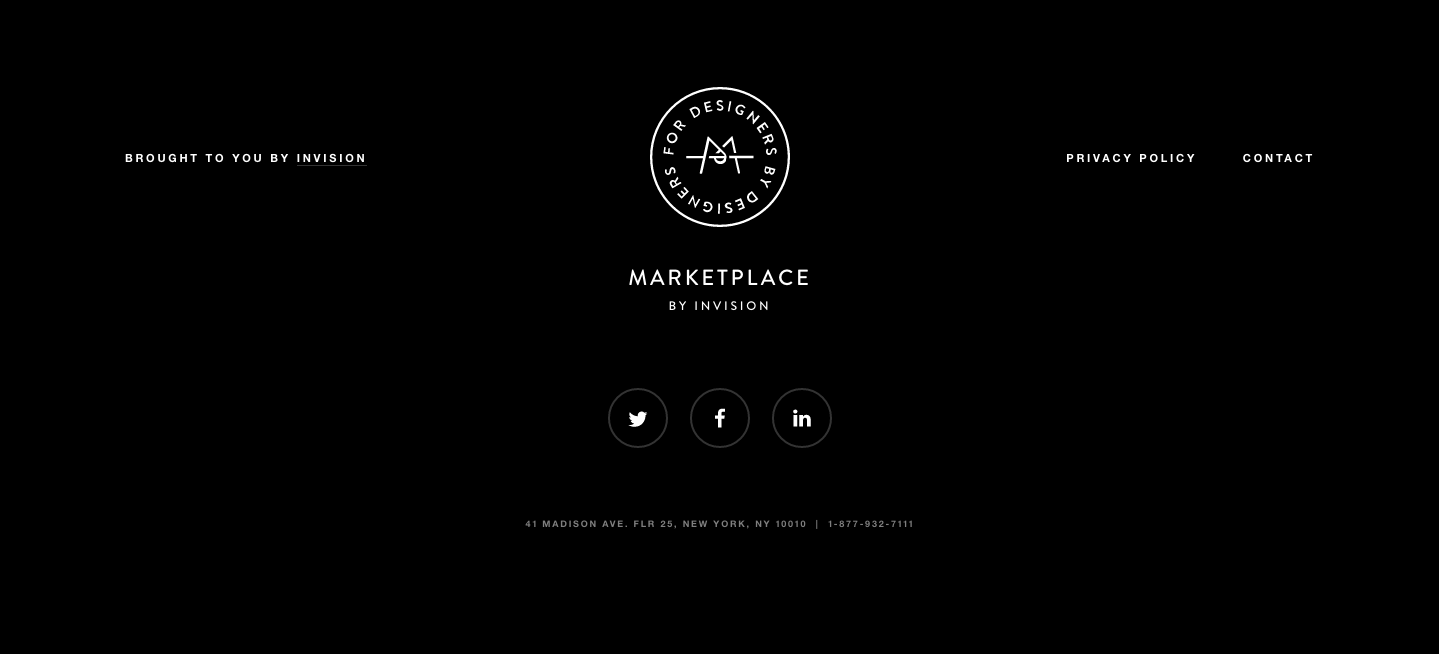 FOR DESIGNERS BY DESIGNERS
BROUGHT TO YOU BY INVISION
M
PRIVACY POLICY
CONTACT
MARKETPLACE
BY INVISION
f
in
41 MADISON AVE. FLR 25, NEW YORK, NY 10010 | 1-877-932-7111